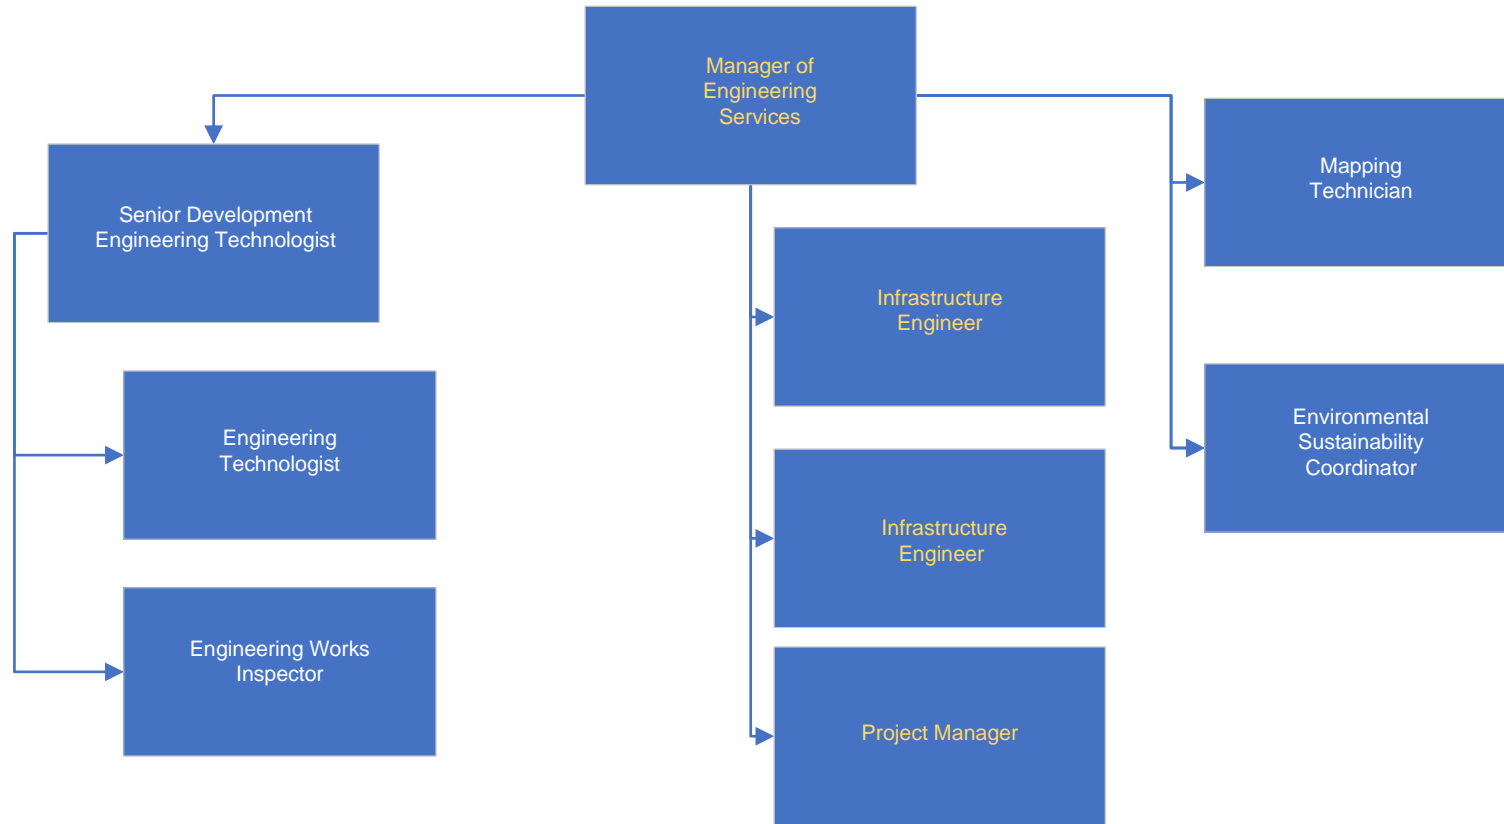 Manager of
Engineering
Services
Senior Development
Engineering Technologist
Engineering
Technologist
Engineering Works
Inspector
Infrastructure
Engineer
Infrastructure
Engineer
Project Manager
Mapping
Technician
Environmental
Sustainability
Coordinator